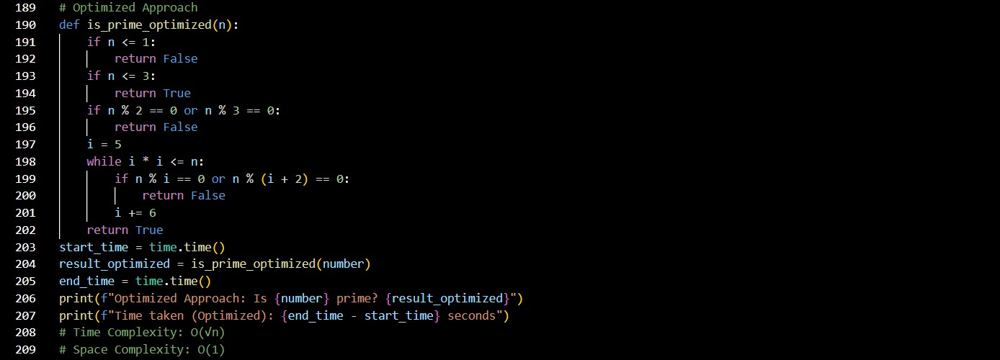 189 # Optimized Approach
190 def is_prime_optimized(n):
191     if n <= 1:
192         return False
193     if n <= 3:
194         return True
195     if n % 2 == 0 or n % 3 == 0:
196         return False
197     i = 5
198     while i * i <= n:
199         if n % i == 0 or n % (i + 2) == 0:
200             return False
201         i += 6
202     return True
203 start_time = time.time()
204 result_optimized = is_prime_optimized(number)
205 end_time = time.time()
206 print(f"Optimized Approach: Is {number} prime? {result_optimized}")
207 print(f"Time taken (Optimized): {end_time - start_time} seconds")
208 # Time Complexity: O(√n)
209 # Space Complexity: O(1)